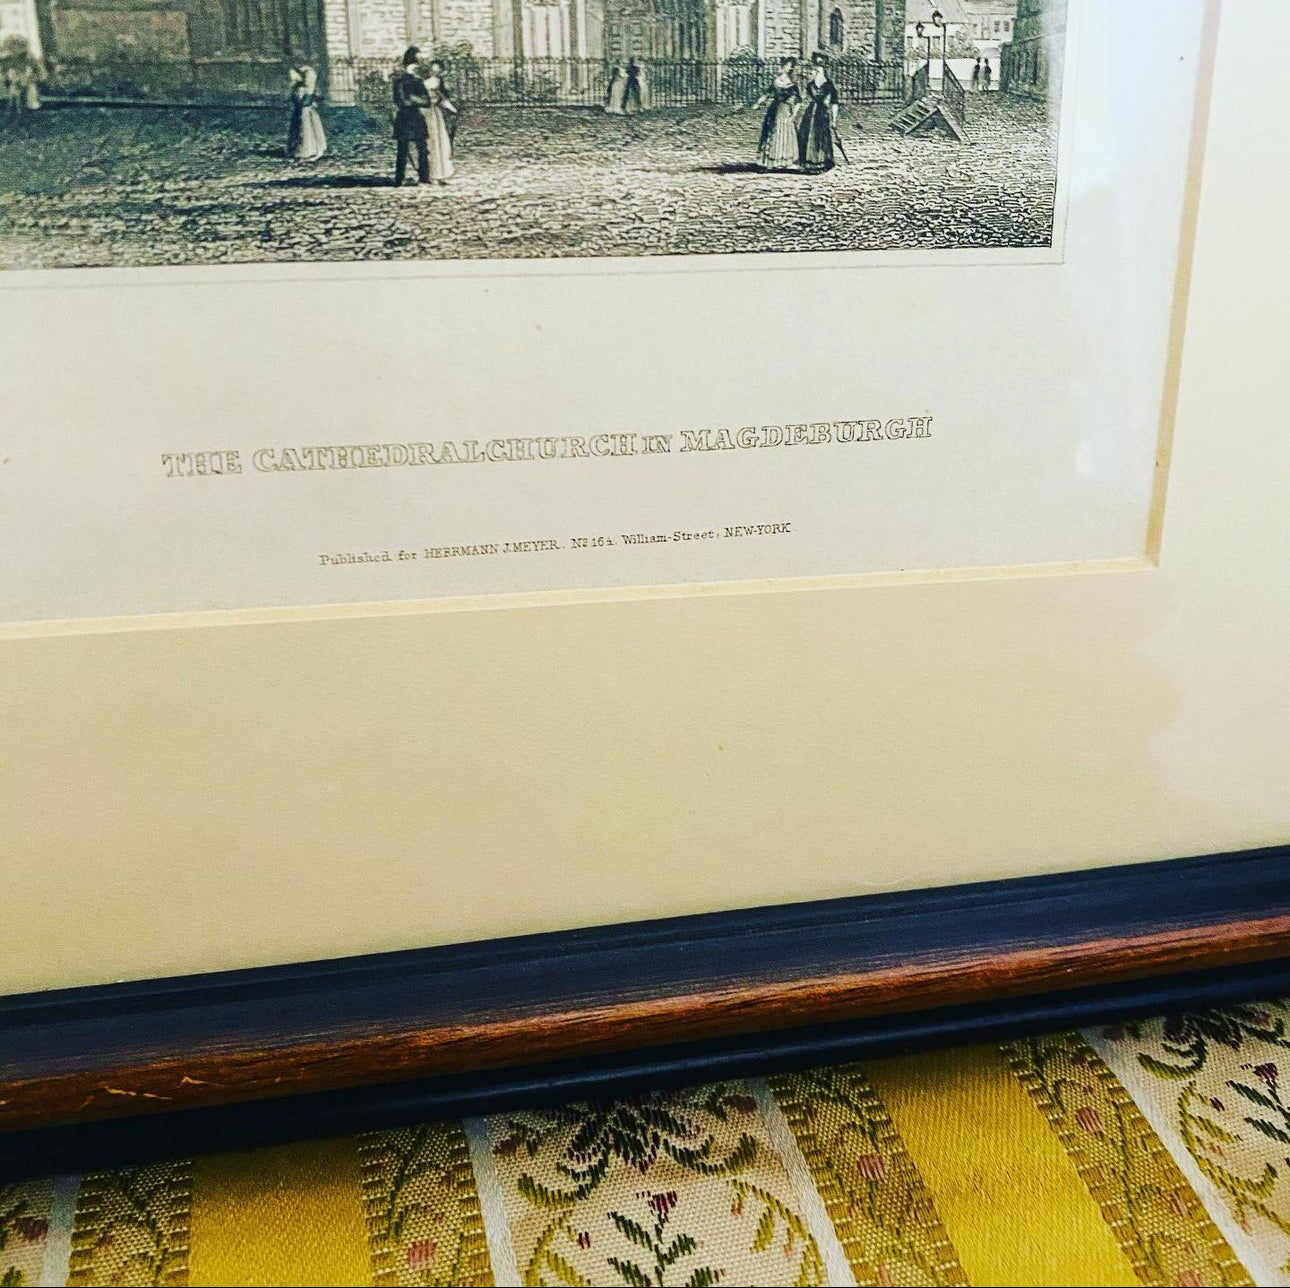 THE CATHEDRALCHURCH IN MAGDEBURGH
Published for HERRMANN J. MEYER. No 164. William-Street, NEW-YORK.